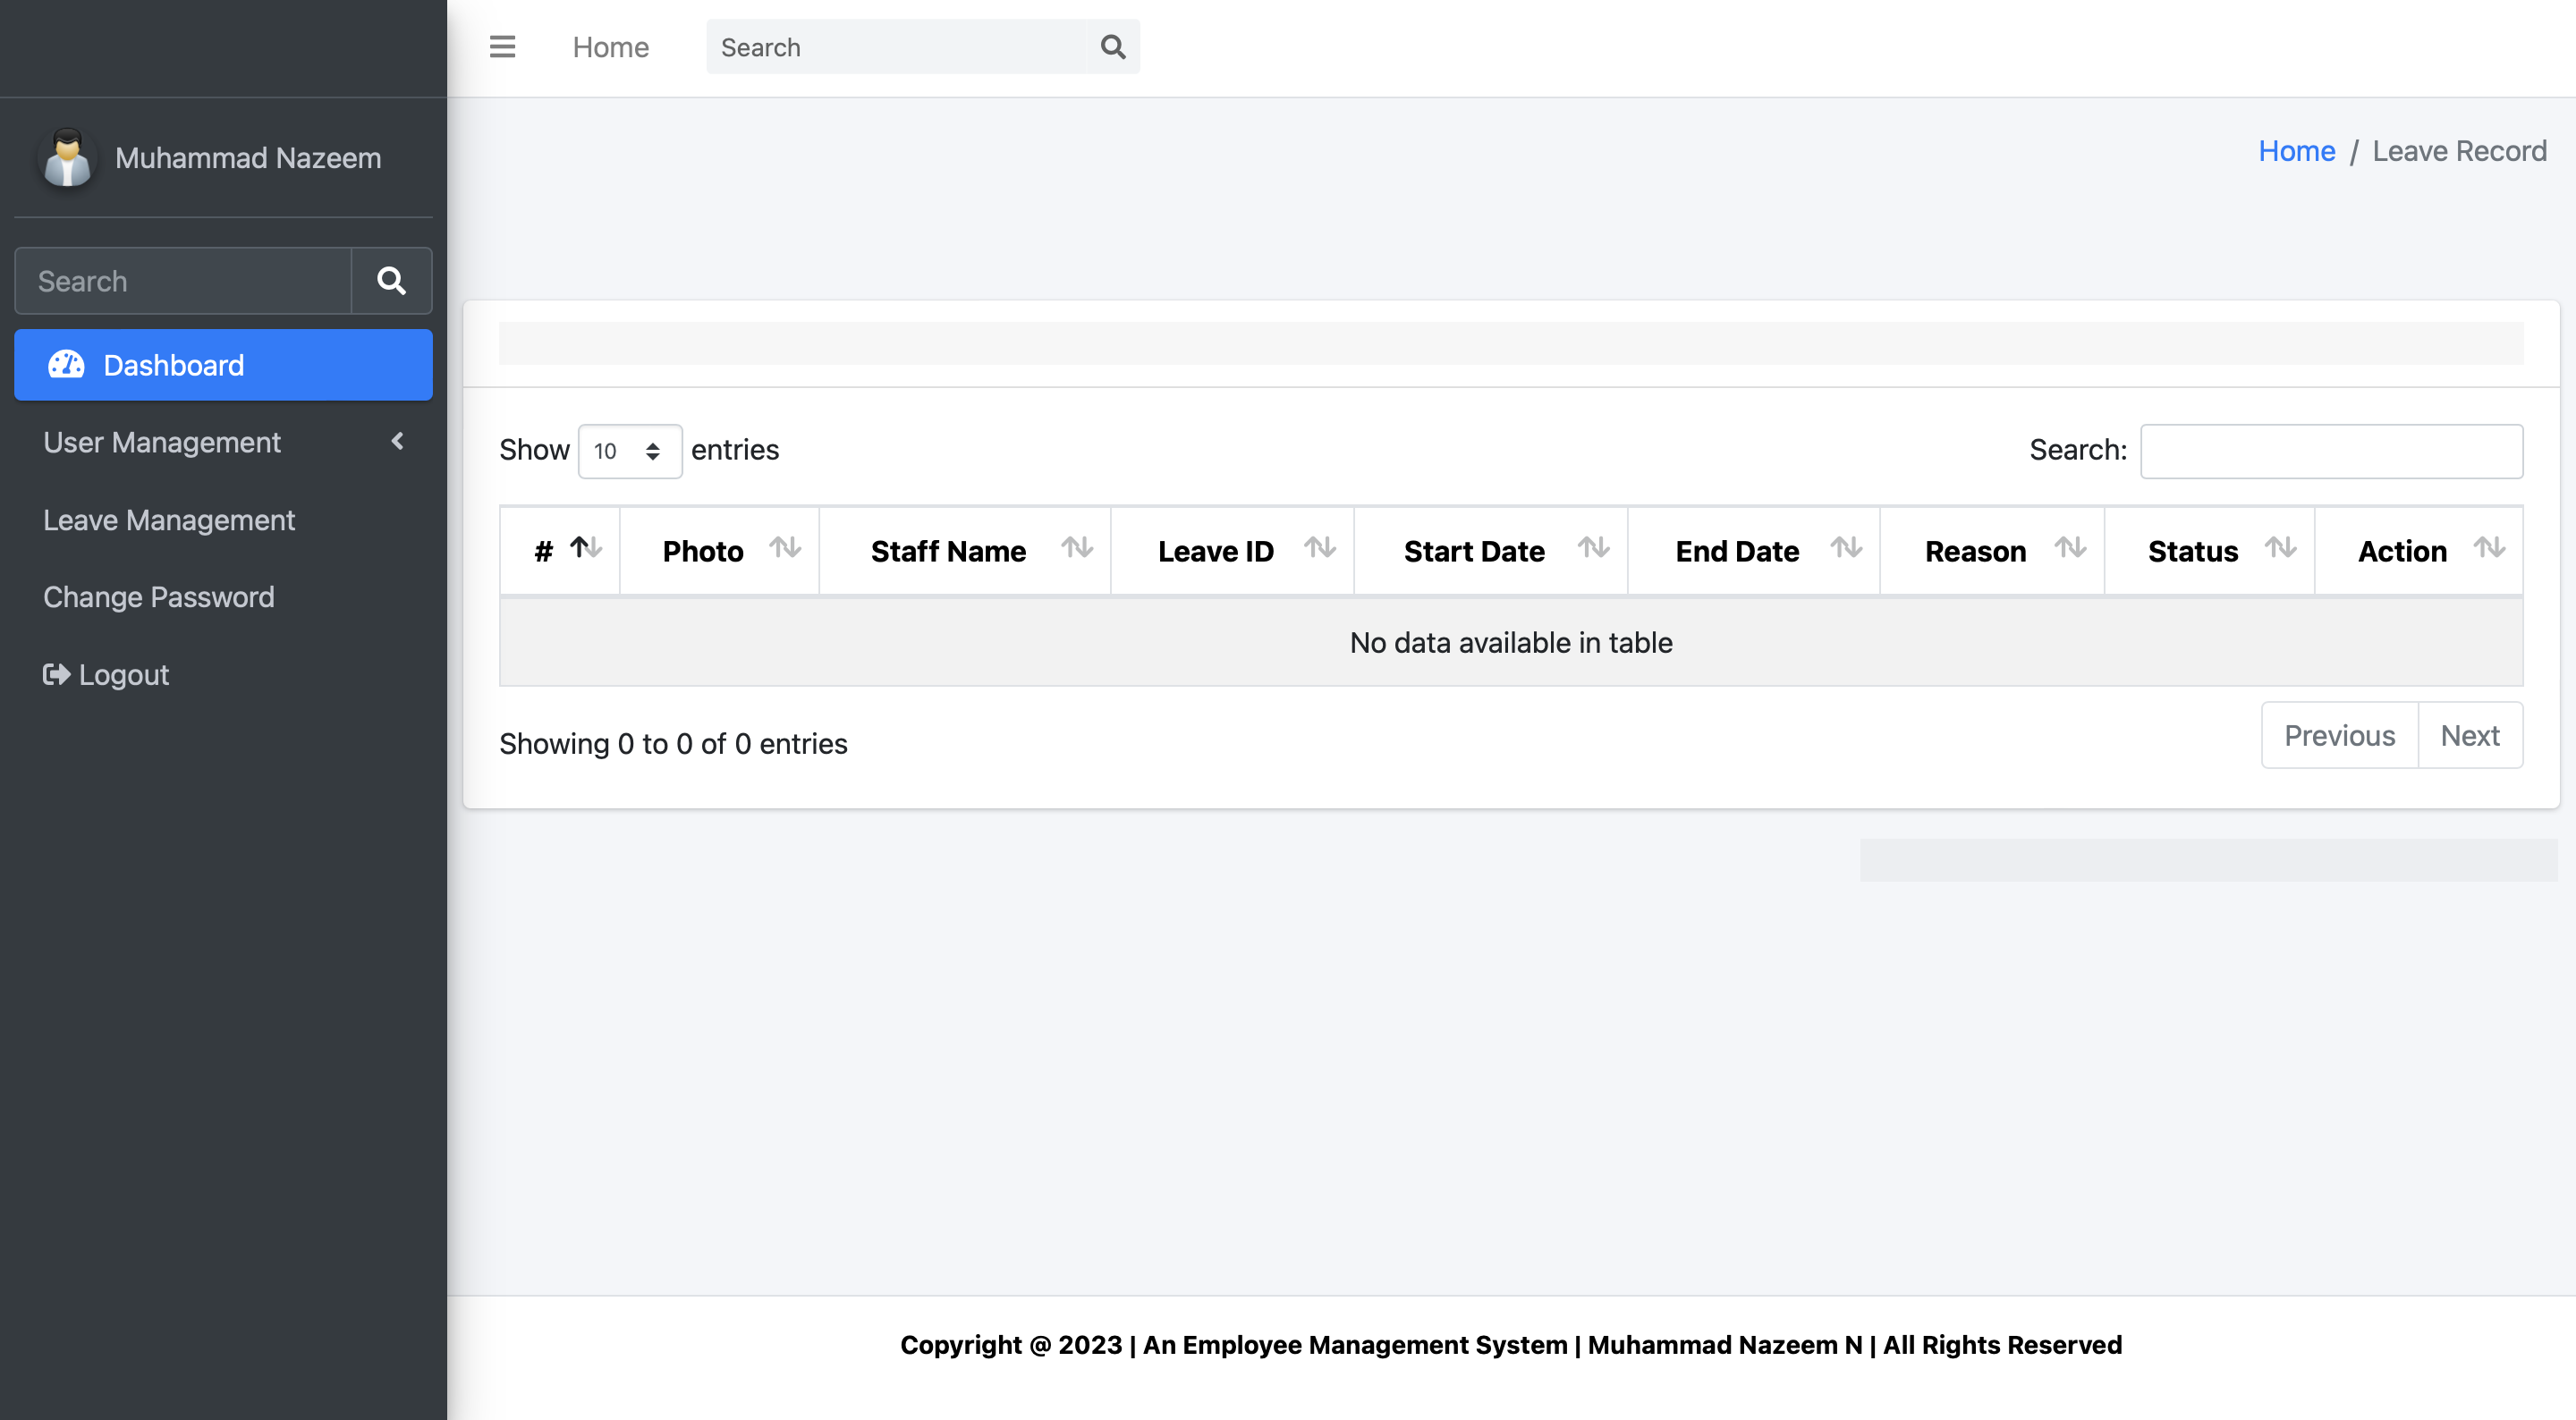 Home
Search
Muhammad Nazeem
Home / Leave Record
Search
Dashboard
User Management
Leave Management
Change Password
Logout
Show 10 entries
Search:
# Photo Staff Name Leave ID Start Date End Date Reason Status Action
No data available in table
Showing 0 to 0 of 0 entries
Previous Next
Copyright @ 2023 | An Employee Management System | Muhammad Nazeem N | All Rights Reserved